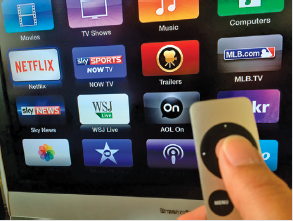 Movies
TV Shows
Music
Computers
NETFLIX
sky SPORTS
NOW TV
MLB.com
Netflix
NOW TV
Trailers
MLB.TV
sky NEWS
WSJ
Live
On
kr
Sky News
WSJ Live
AOL On
MENU